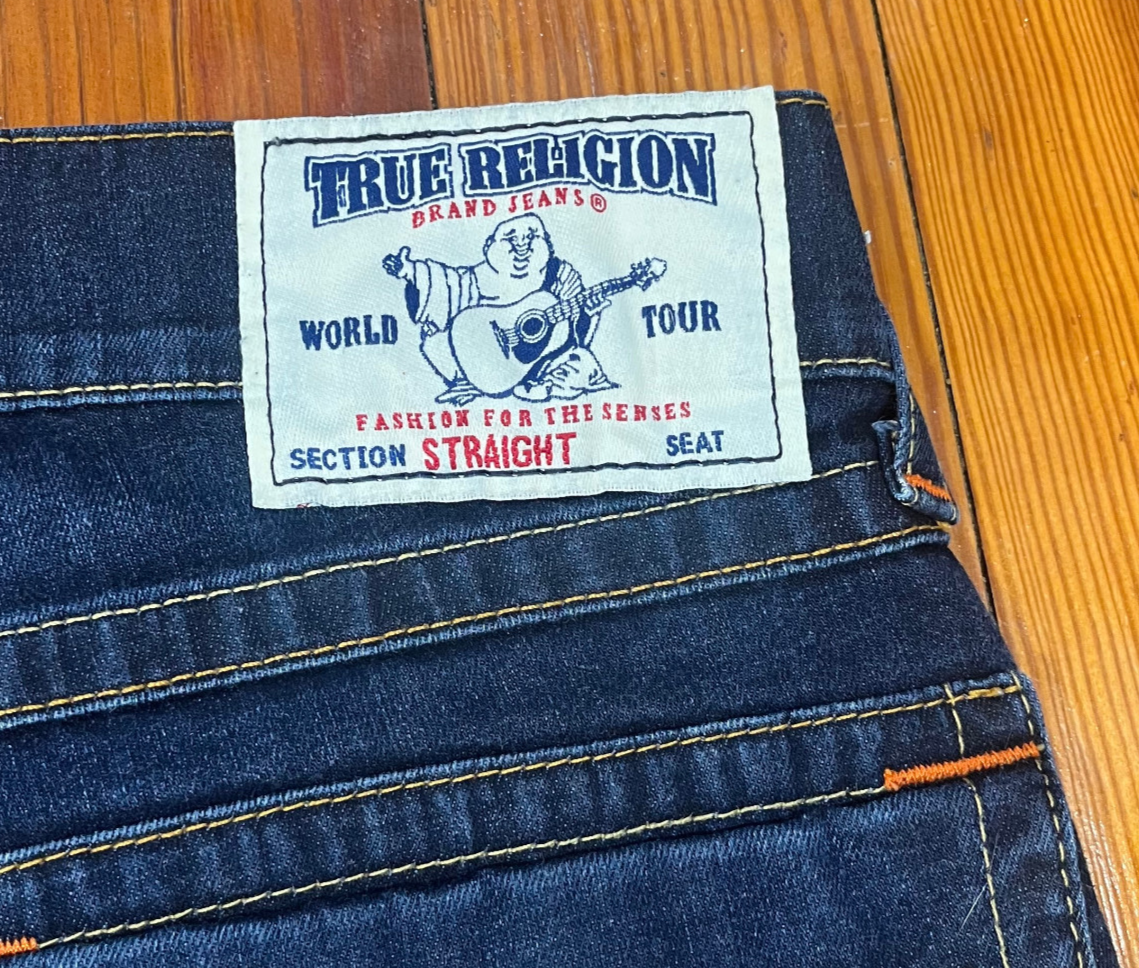 TRUE RELIGION
BRAND JEANS®
WORLD TOUR
FASHION FOR THE SENSES
SECTION STRAIGHT SEAT